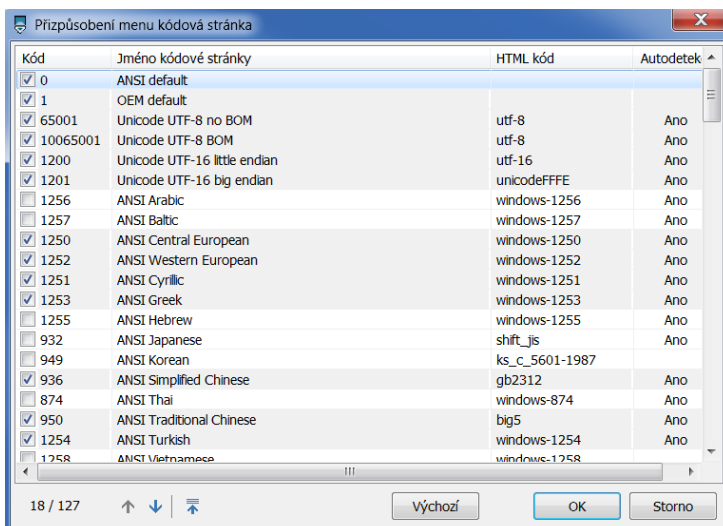 Přizpůsobení menu kódová stránka
Kód Jméno kódové stránky HTML kód Autodetek
0 ANSI default
1 OEM default
65001 Unicode UTF-8 no BOM utf-8 Ano
10065001 Unicode UTF-8 BOM utf-8 Ano
1200 Unicode UTF-16 little endian utf-16 Ano
1201 Unicode UTF-16 big endian unicodeFFFE Ano
1256 ANSI Arabic windows-1256 Ano
1257 ANSI Baltic windows-1257 Ano
1250 ANSI Central European windows-1250 Ano
1252 ANSI Western European windows-1252 Ano
1251 ANSI Cyrillic windows-1251 Ano
1253 ANSI Greek windows-1253 Ano
1255 ANSI Hebrew windows-1255 Ano
932 ANSI Japanese shift_jis Ano
949 ANSI Korean ks_c_5601-1987
936 ANSI Simplified Chinese gb2312 Ano
874 ANSI Thai windows-874 Ano
950 ANSI Traditional Chinese big5 Ano
1254 ANSI Turkish windows-1254 Ano
1258 ANSI Vietnamese windows-1258
18 / 127 Výchozí OK Storno